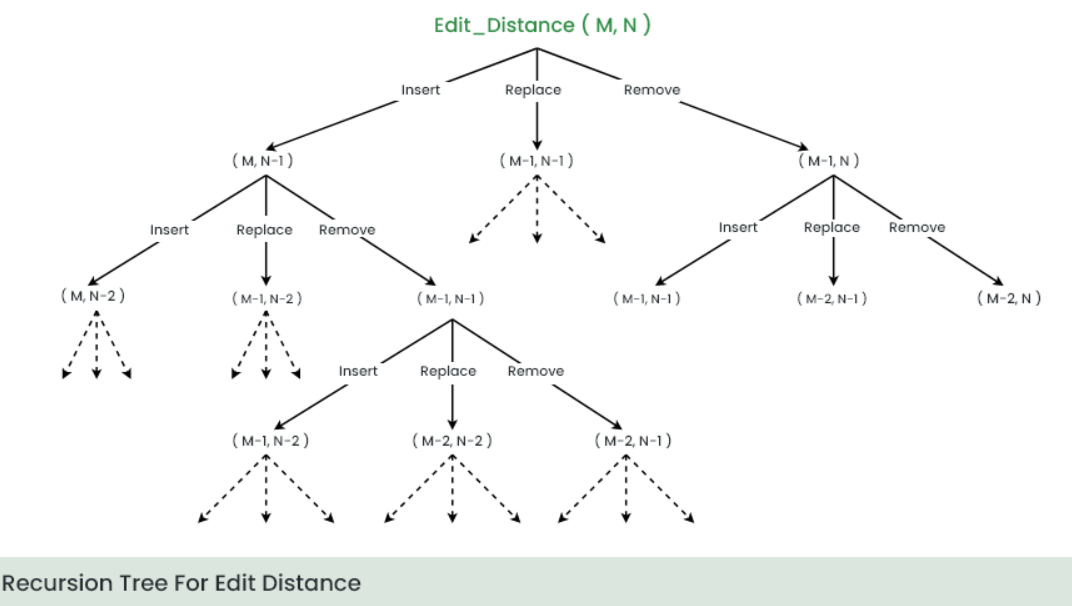 Edit_Distance ( M, N )
Insert Replace Remove
( M, N-1 ) ( M-1, N-1 ) ( M-1, N )
Insert Replace Remove Insert Replace Remove
( M, N-2 ) ( M-1, N-2 ) ( M-1, N-1 ) ( M-1, N-1 ) ( M-2, N-1 ) ( M-2, N )
Insert Replace Remove
( M-1, N-2 ) ( M-2, N-2 ) ( M-2, N-1 )
Recursion Tree For Edit Distance